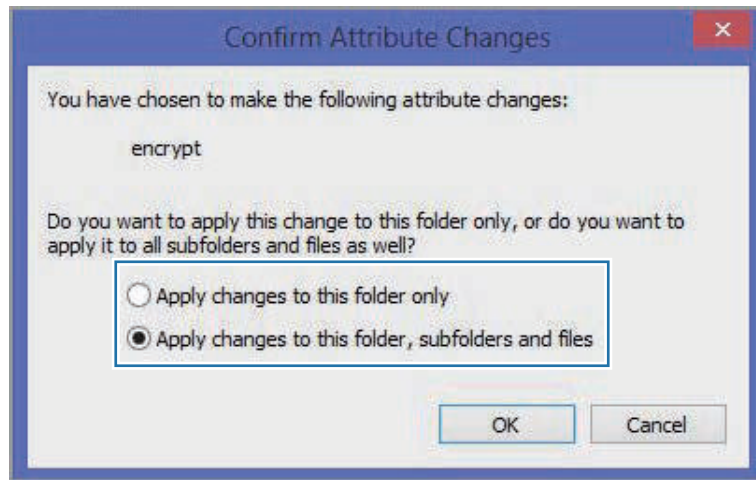 Confirm Attribute Changes
You have chosen to make the following attribute changes:
encrypt
Do you want to apply this change to this folder only, or do you want to
apply it to all subfolders and files as well?
Apply changes to this folder only
Apply changes to this folder, subfolders and files
OK Cancel